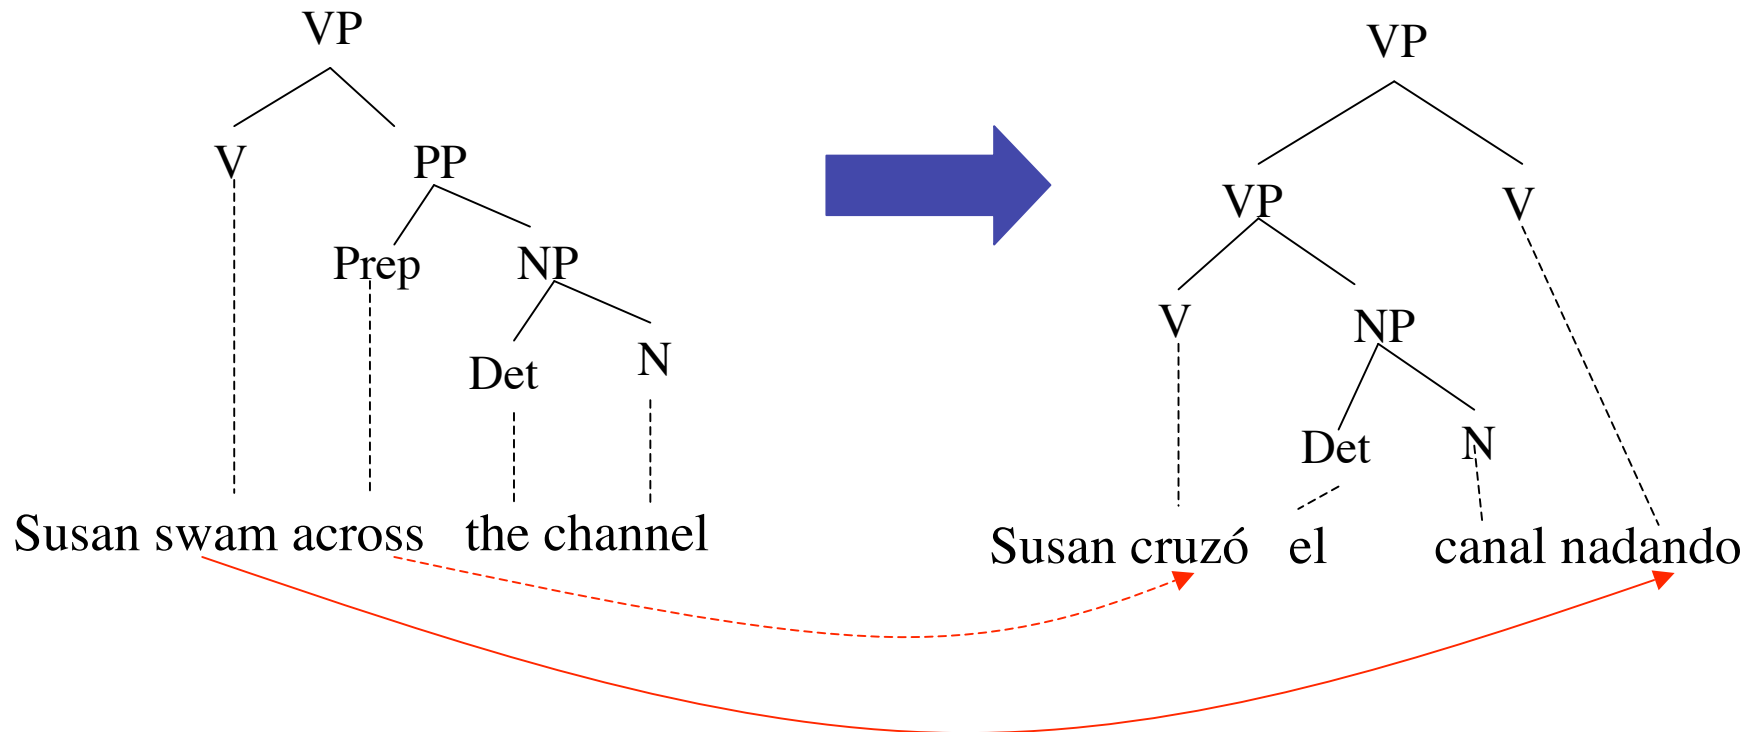 VP
V PP
Prep NP
Det N
Susan swam across the channel
VP
VP V
V NP
Det N
Susan cruzó el canal nadando